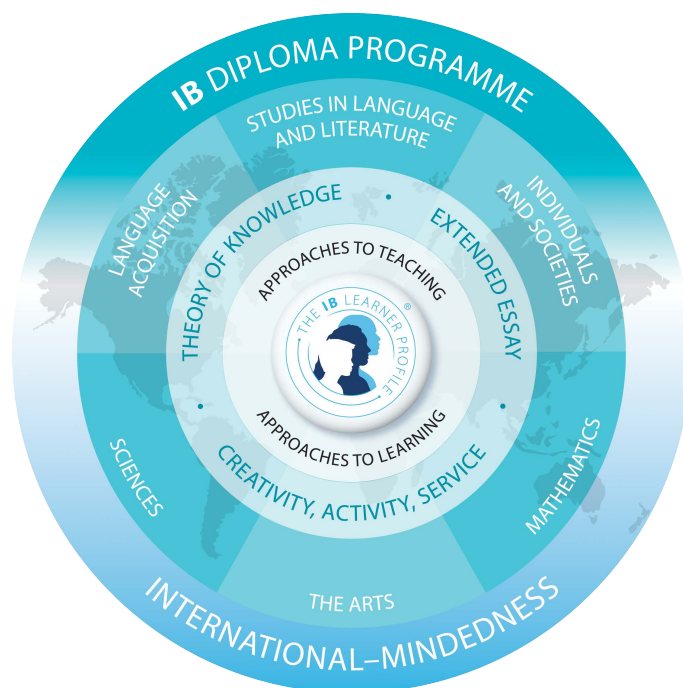 IB DIPLOMA PROGRAMME
STUDIES IN LANGUAGE
AND LITERATURE
LANGUAGE
ACQUISITION
INDIVIDUALS
AND SOCIETIES
THEORY OF KNOWLEDGE
•
EXTENDED ESSAY
APPROACHES TO TEACHING
• THE IB LEARNER PROFILE •
®
APPROACHES TO LEARNING
•
•
CREATIVITY, ACTIVITY, SERVICE
SCIENCES
MATHEMATICS
THE ARTS
INTERNATIONAL–MINDEDNESS